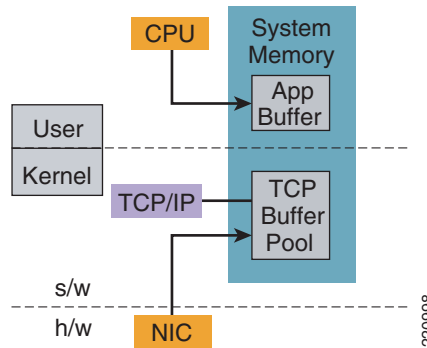 CPU
System
Memory
App
Buffer
User
Kernel
TCP/IP
TCP
Buffer
Pool
s/w
h/w
NIC